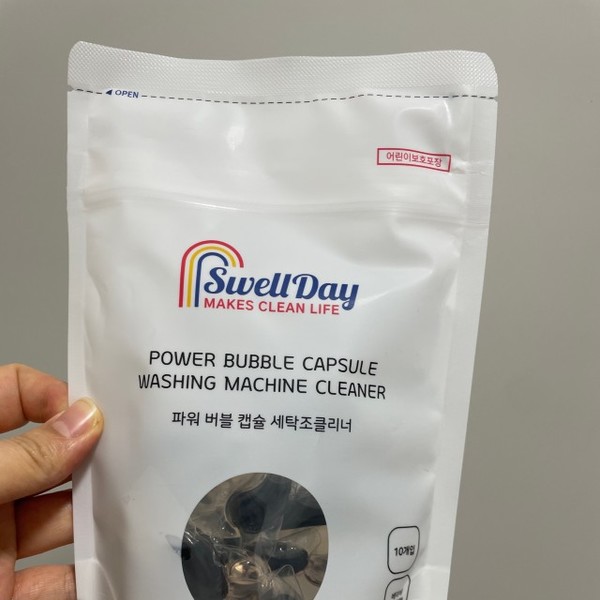 ◀ OPEN
어린이보호포장
SwellDay
MAKES CLEAN LIFE
POWER BUBBLE CAPSULE
WASHING MACHINE CLEANER
파워 버블 캡슐 세탁조클리너
10개입